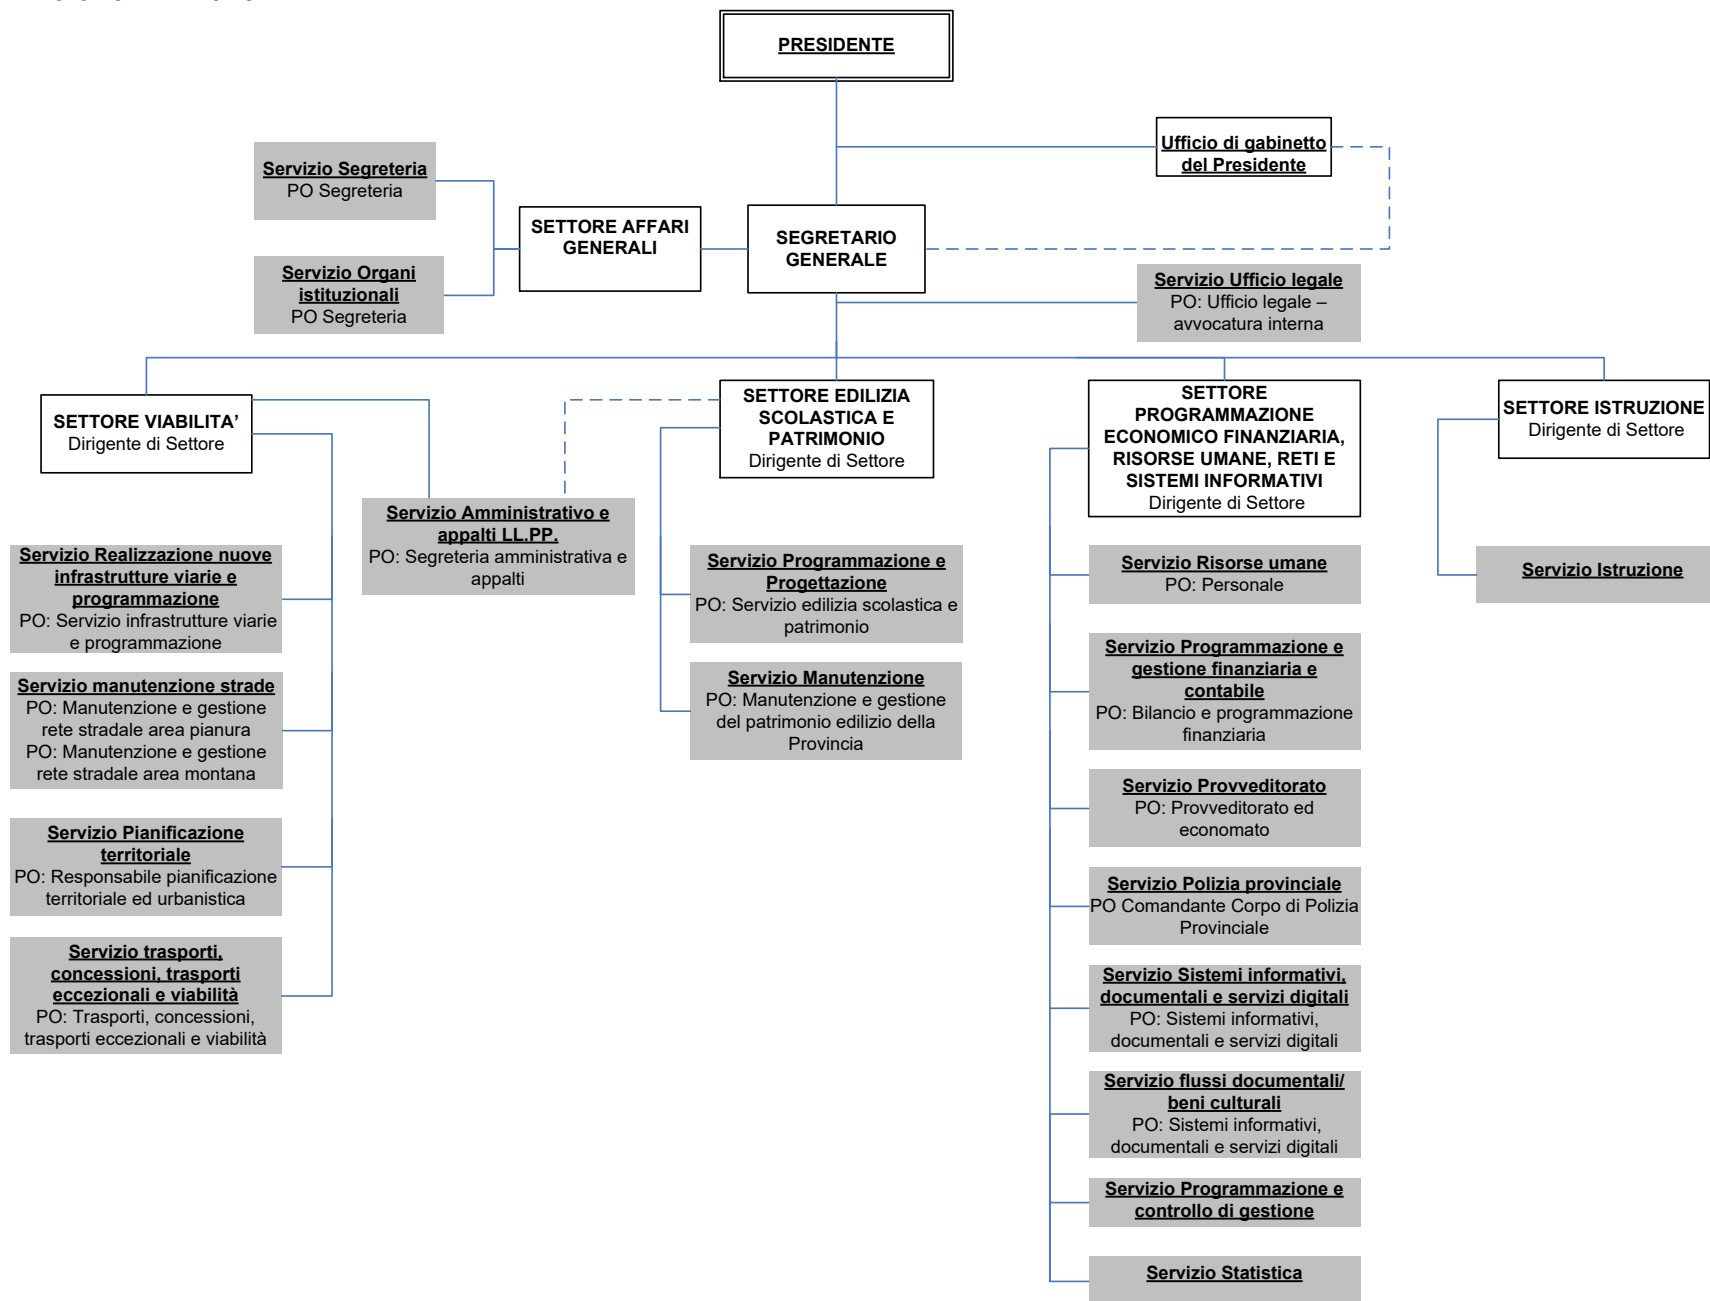 PRESIDENTE
Ufficio di gabinetto
del Presidente
Servizio Segreteria
PO Segreteria
SETTORE AFFARI
GENERALI
SEGRETARIO
GENERALE
Servizio Organi
istituzionali
PO Segreteria
Servizio Ufficio legale
PO: Ufficio legale –
avvocatura interna
SETTORE VIABILITA’
Dirigente di Settore
SETTORE EDILIZIA
SCOLASTICA E
PATRIMONIO
Dirigente di Settore
SETTORE
PROGRAMMAZIONE
ECONOMICO FINANZIARIA,
RISORSE UMANE, RETI E
SISTEMI INFORMATIVI
Dirigente di Settore
SETTORE ISTRUZIONE
Dirigente di Settore
Servizio Amministrativo e
appalti LL.PP.
PO: Segreteria amministrativa e
appalti
Servizio Realizzazione nuove
infrastrutture viarie e
programmazione
PO: Servizio infrastrutture viarie
e programmazione
Servizio manutenzione strade
PO: Manutenzione e gestione
rete stradale area pianura
PO: Manutenzione e gestione
rete stradale area montana
Servizio Pianificazione
territoriale
PO: Responsabile pianificazione
territoriale ed urbanistica
Servizio trasporti,
concessioni, trasporti
eccezionali e viabilità
PO: Trasporti, concessioni,
trasporti eccezionali e viabilità
Servizio Programmazione e
Progettazione
PO: Servizio edilizia scolastica e
patrimonio
Servizio Manutenzione
PO: Manutenzione e gestione
del patrimonio edilizio della
Provincia
Servizio Risorse umane
PO: Personale
Servizio Programmazione e
gestione finanziaria e
contabile
PO: Bilancio e programmazione
finanziaria
Servizio Provveditorato
PO: Provveditorato ed
economato
Servizio Polizia provinciale
PO Comandante Corpo di Polizia
Provinciale
Servizio Sistemi informativi,
documentali e servizi digitali
PO: Sistemi informativi,
documentali e servizi digitali
Servizio flussi documentali/
beni culturali
PO: Sistemi informativi,
documentali e servizi digitali
Servizio Programmazione e
controllo di gestione
Servizio Statistica
Servizio Istruzione